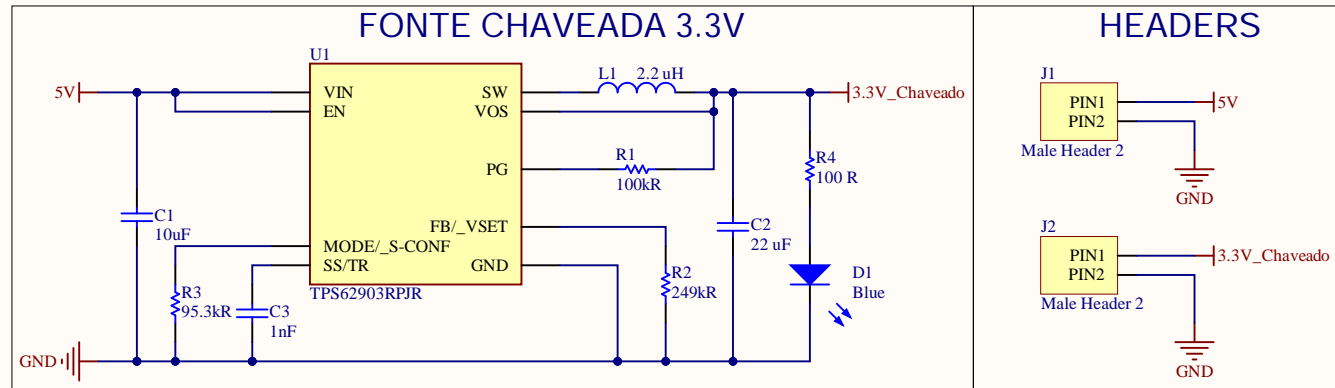 FONTE CHAVEADA 3.3V
U1
5V
VIN
EN
SW
VOS
PG
FB/_VSET
GND
MODE/_S-CONF
SS/TR
TPS62903RPJR
L1
2.2 uH
3.3V_Chaveado
R1
100kR
R4
100 R
C1
10uF
C2
22 uF
R2
249kR
D1
Blue
R3
95.3kR
C3
1nF
GND
HEADERS
J1
PIN1
PIN2
Male Header 2
5V
GND
J2
PIN1
PIN2
Male Header 2
3.3V_Chaveado
GND